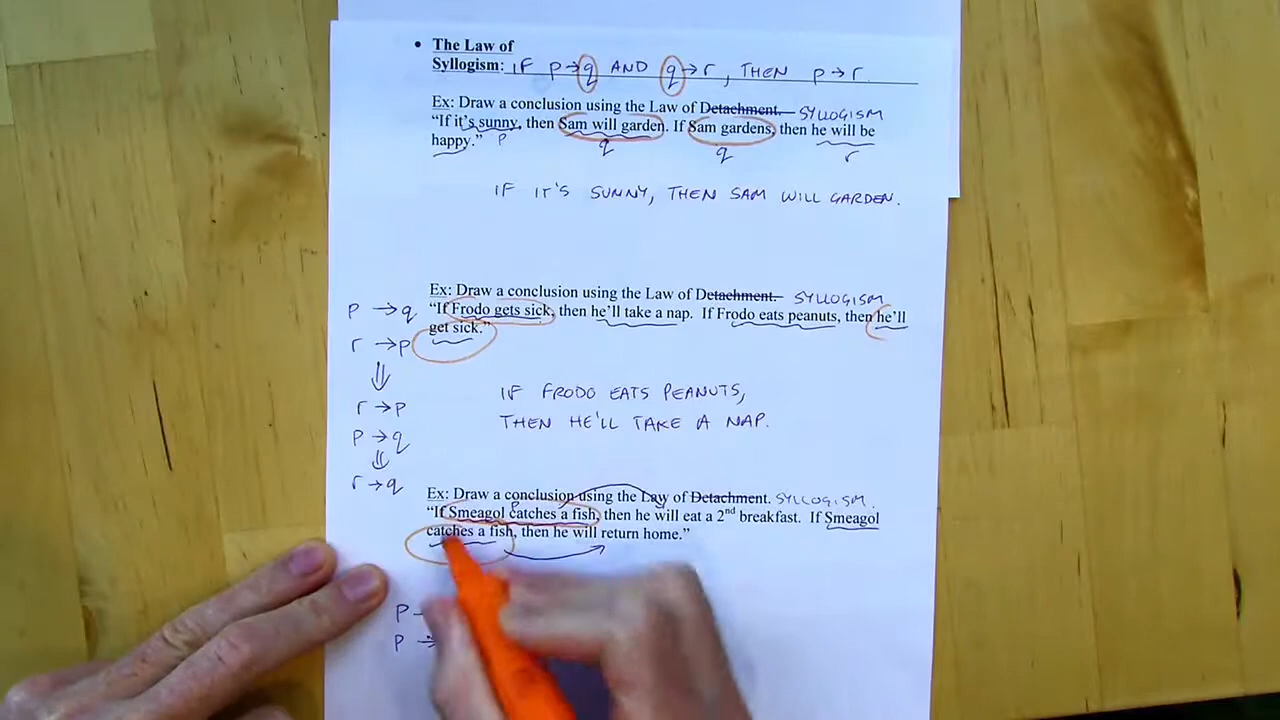 • The Law of
Syllogism: IF p→q AND q→r, THEN p→r.
Ex: Draw a conclusion using the Law of Detachment. SYLLOGISM
“If it’s sunny, then Sam will garden. If Sam gardens, then he will be
happy.” p q q r
IF IT'S SUNNY, THEN SAM WILL GARDEN.
Ex: Draw a conclusion using the Law of Detachment. SYLLOGISM
“If Frodo gets sick, then he’ll take a nap. If Frodo eats peanuts, then he’ll
get sick.”
p→q
r→p
⇓
r→p
p→q
⇓
r→q
IF FRODO EATS PEANUTS,
THEN HE'LL TAKE A NAP.
Ex: Draw a conclusion using the Law of Detachment. SYLLOGISM.
“If Smeagol catches a fish, then he will eat a 2nd breakfast. If Smeagol
catches a fish, then he will return home.”
p
p→